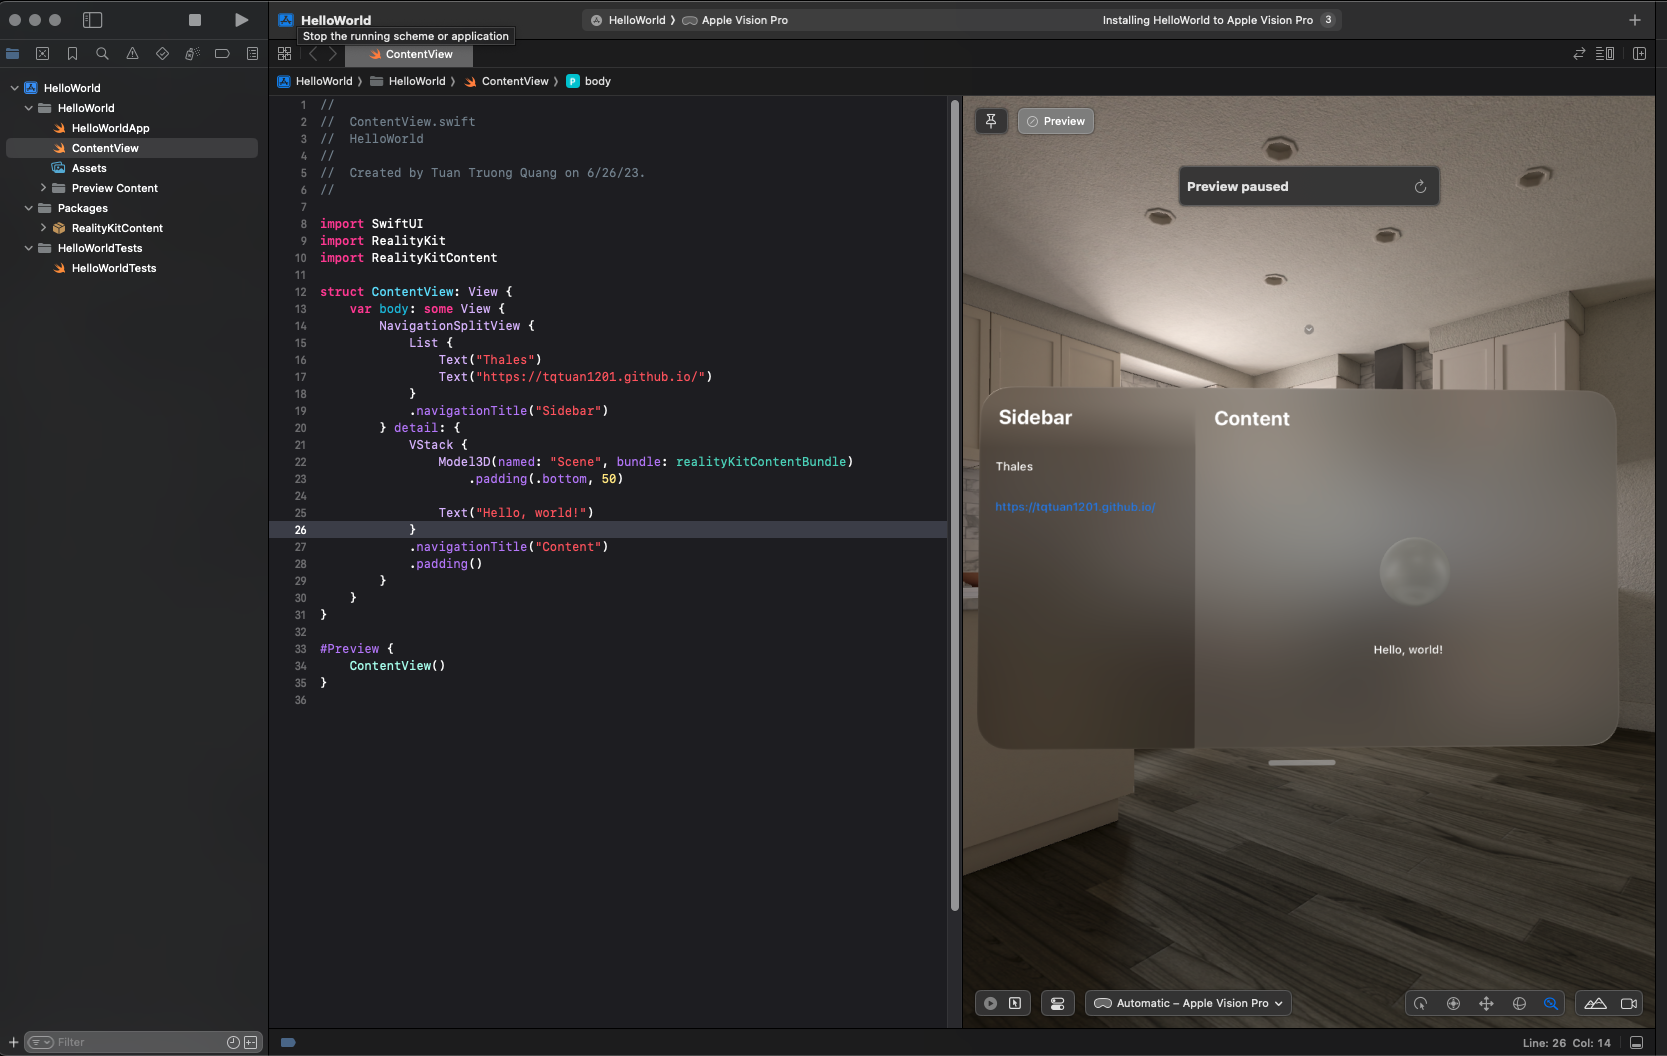 HelloWorld
HelloWorld
Apple Vision Pro
Installing HelloWorld to Apple Vision Pro
3
Stop the running scheme or application
ContentView
HelloWorld
HelloWorld
ContentView
P
body
HelloWorld
HelloWorld
HelloWorldApp
ContentView
Assets
Preview Content
Packages
RealityKitContent
HelloWorldTests
HelloWorldTests
1 //
2 //  ContentView.swift
3 //  HelloWorld
4 //
5 //  Created by Tuan Truong Quang on 6/26/23.
6 //
7
8 import SwiftUI
9 import RealityKit
10 import RealityKitContent
11
12 struct ContentView: View {
13     var body: some View {
14         NavigationSplitView {
15             List {
16                 Text("Thales")
17                 Text("https://tqtuan1201.github.io/")
18             }
19             .navigationTitle("Sidebar")
20         } detail: {
21             VStack {
22                 Model3D(named: "Scene", bundle: realityKitContentBundle)
23                     .padding(.bottom, 50)
24
25                 Text("Hello, world!")
26             }
27             .navigationTitle("Content")
28             .padding()
29         }
30     }
31 }
32
33 #Preview {
34     ContentView()
35 }
36
Preview
Preview paused
Sidebar
Thales
https://tqtuan1201.github.io/
Content
Hello, world!
Automatic – Apple Vision Pro
Filter
Line: 26  Col: 14